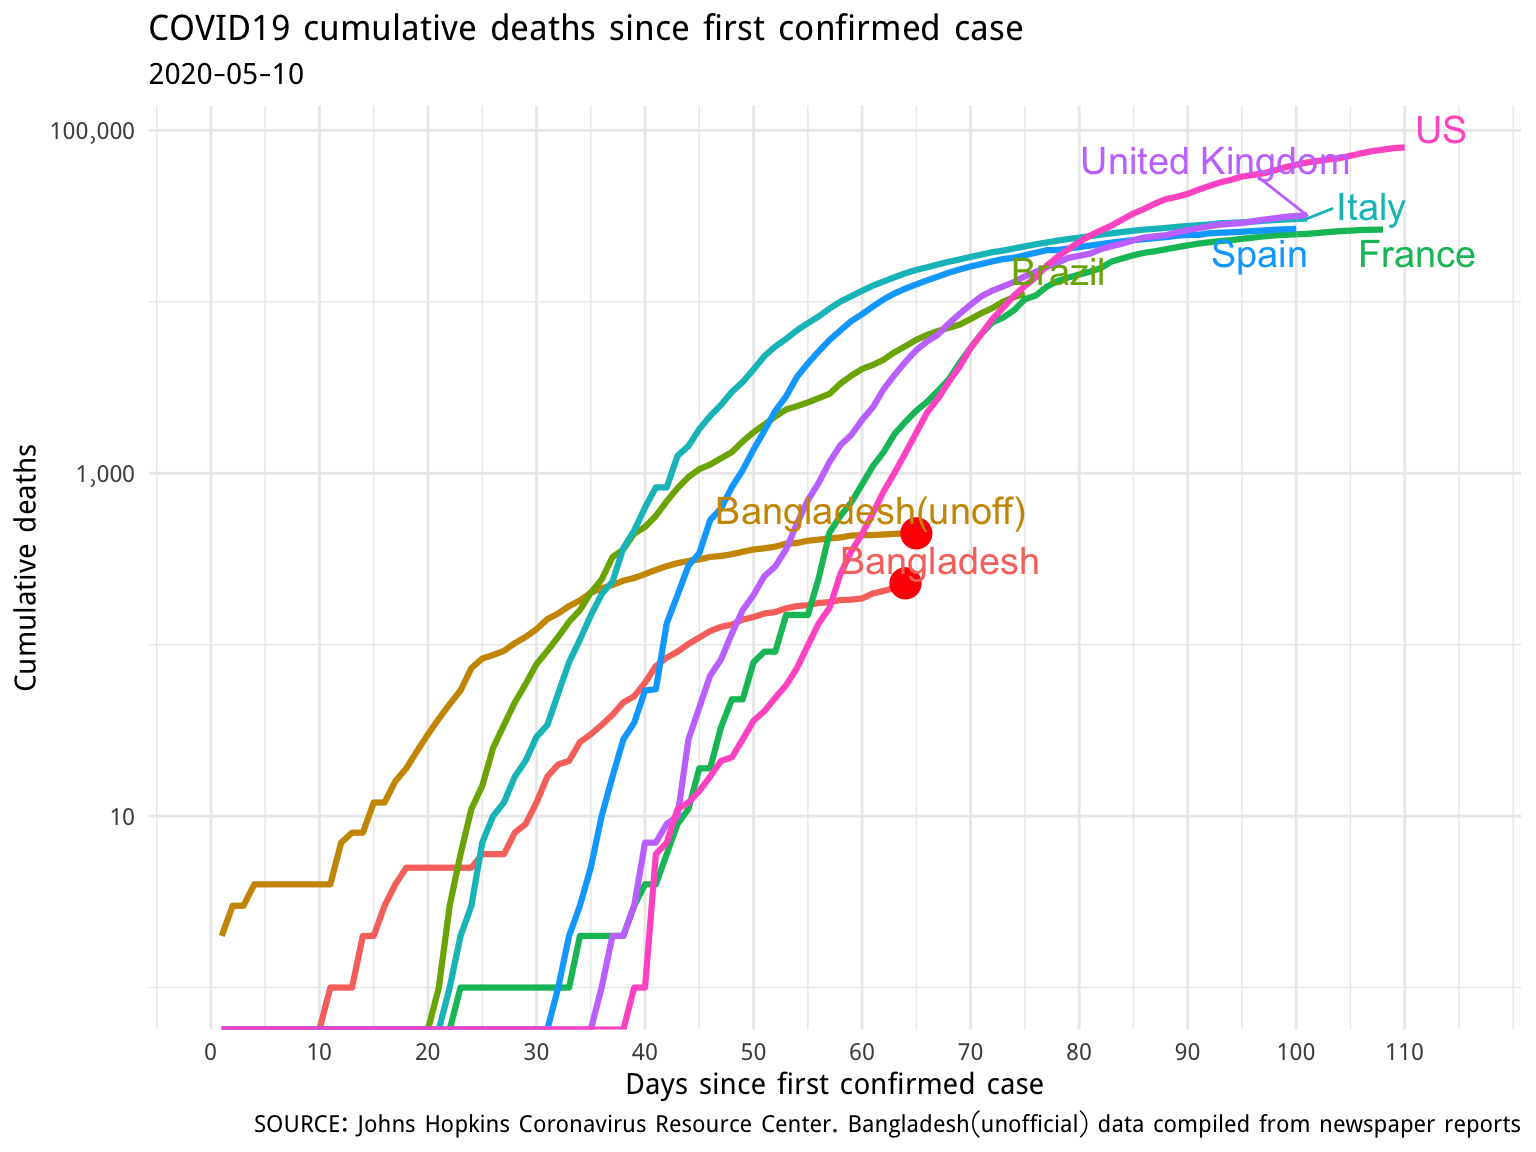 COVID19 cumulative deaths since first confirmed case
2020-05-10
100,000
1,000
10
Cumulative deaths
US
United Kingdom
Italy
Spain
France
Brazil
Bangladesh(unoff)
Bangladesh
0 10 20 30 40 50 60 70 80 90 100 110
Days since first confirmed case
SOURCE: Johns Hopkins Coronavirus Resource Center. Bangladesh(unofficial) data compiled from newspaper reports